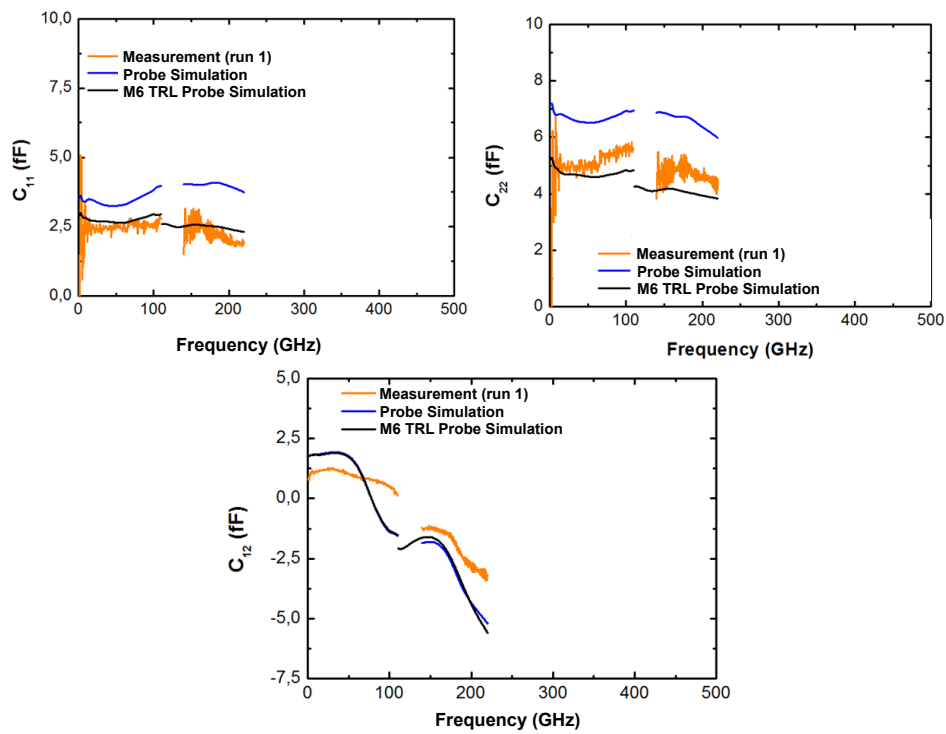 10,0
7,5
5,0
2,5
0,0
C11 (fF)
Measurement (run 1)
Probe Simulation
M6 TRL Probe Simulation
0 100 200 300 400 500
Frequency (GHz)
10
8
6
4
2
0
C22 (fF)
Measurement (run 1)
Probe Simulation
M6 TRL Probe Simulation
0 100 200 300 400 500
Frequency (GHz)
5,0
2,5
0,0
-2,5
-5,0
-7,5
C12 (fF)
Measurement (run 1)
Probe Simulation
M6 TRL Probe Simulation
0 100 200 300 400 500
Frequency (GHz)